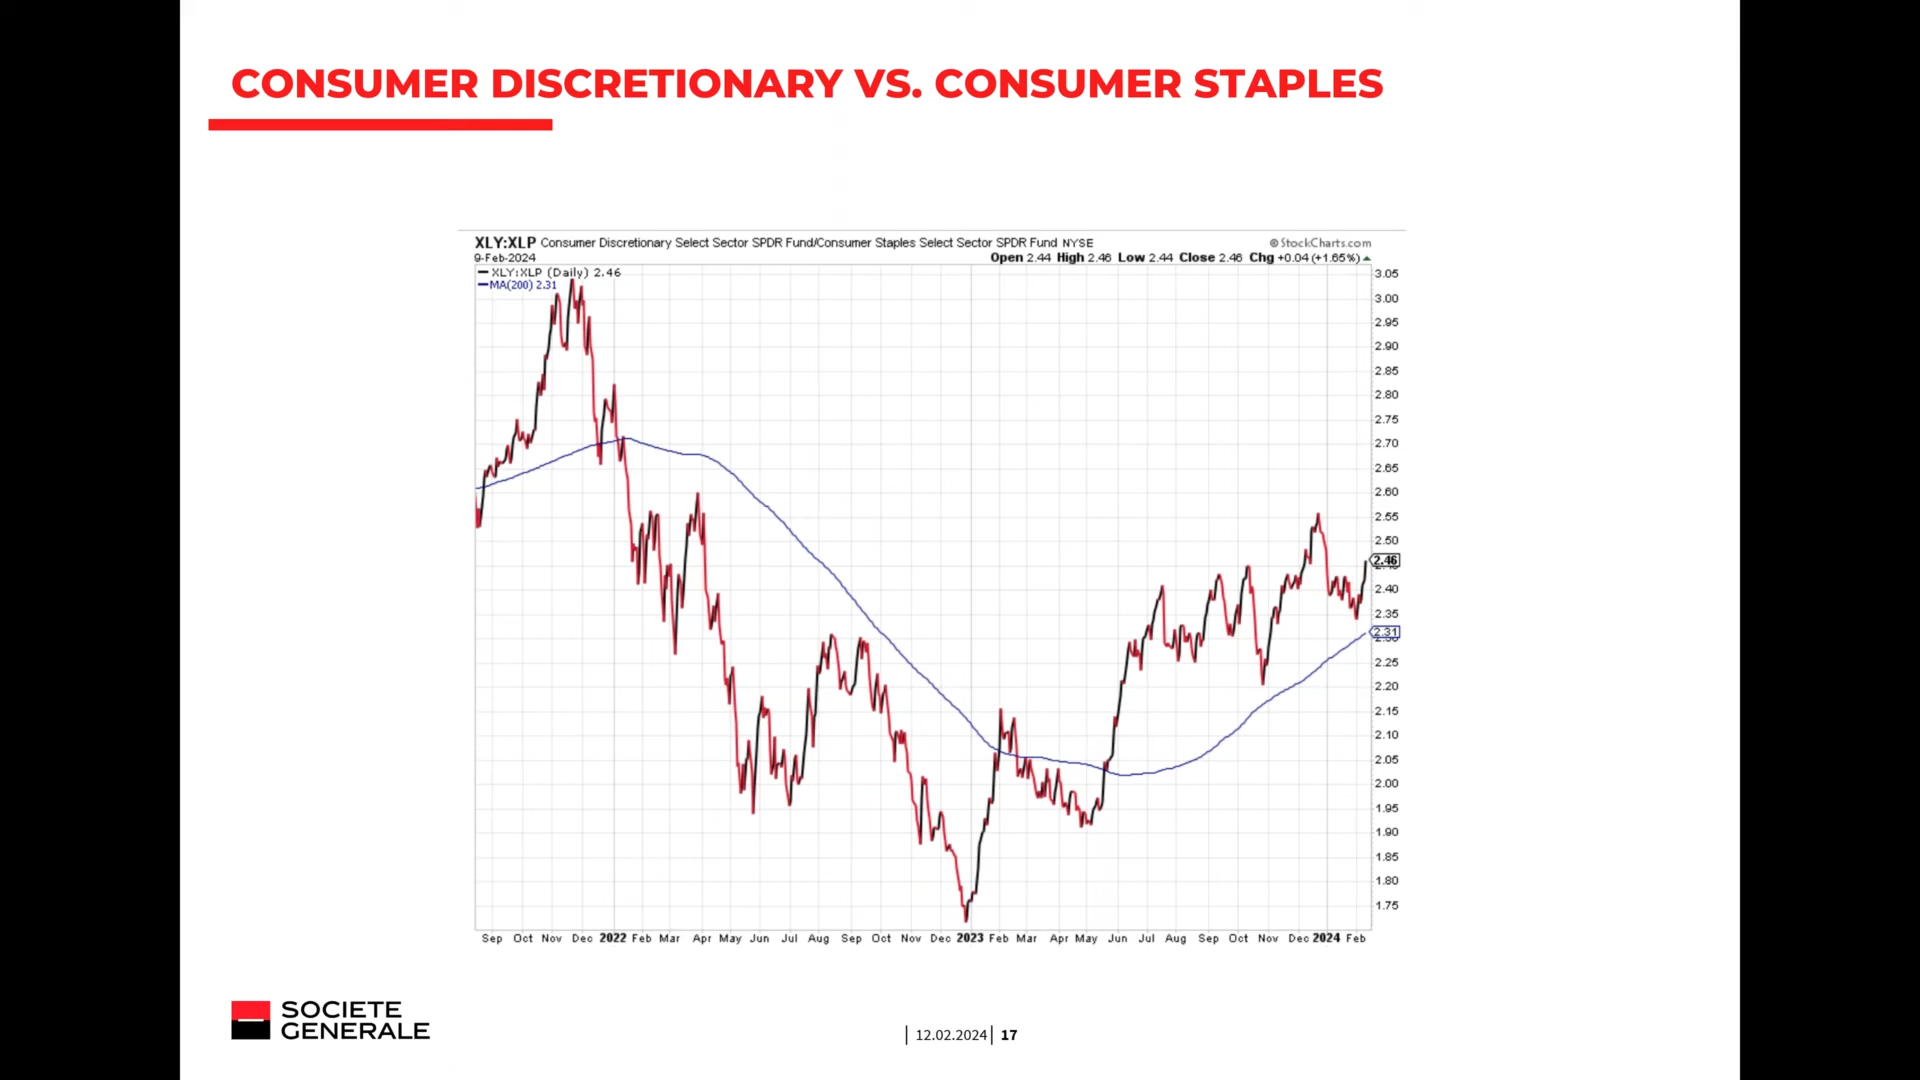 CONSUMER DISCRETIONARY VS. CONSUMER STAPLES
XLY:XLP Consumer Discretionary Select Sector SPDR Fund/Consumer Staples Select Sector SPDR Fund NYSE
© StockCharts.com
9-Feb-2024
Open 2.44 High 2.46 Low 2.44 Close 2.46 Chg +0.04 (+1.65%)
XLY:XLP (Daily) 2.46
MA(200) 2.31
3.05
3.00
2.95
2.90
2.85
2.80
2.75
2.70
2.65
2.60
2.55
2.50
2.46
2.40
2.35
2.31
2.25
2.20
2.15
2.10
2.05
2.00
1.95
1.90
1.85
1.80
1.75
Sep Oct Nov Dec 2022 Feb Mar Apr May Jun Jul Aug Sep Oct Nov Dec 2023 Feb Mar Apr May Jun Jul Aug Sep Oct Nov Dec 2024 Feb
SOCIETE
GENERALE
| 12.02.2024 | 17